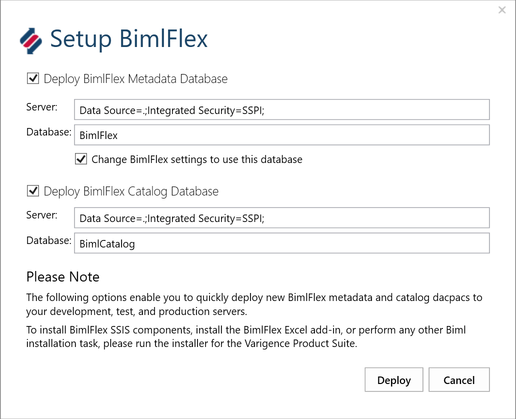 Setup BimlFlex
Deploy BimlFlex Metadata Database
Server: Data Source=.;Integrated Security=SSPI;
Database: BimlFlex
Change BimlFlex settings to use this database
Deploy BimlFlex Catalog Database
Server: Data Source=.;Integrated Security=SSPI;
Database: BimlCatalog
Please Note
The following options enable you to quickly deploy new BimlFlex metadata and catalog dacpacs to
your development, test, and production servers.
To install BimlFlex SSIS components, install the BimlFlex Excel add-in, or perform any other Biml
installation task, please run the installer for the Varigence Product Suite.
Deploy Cancel